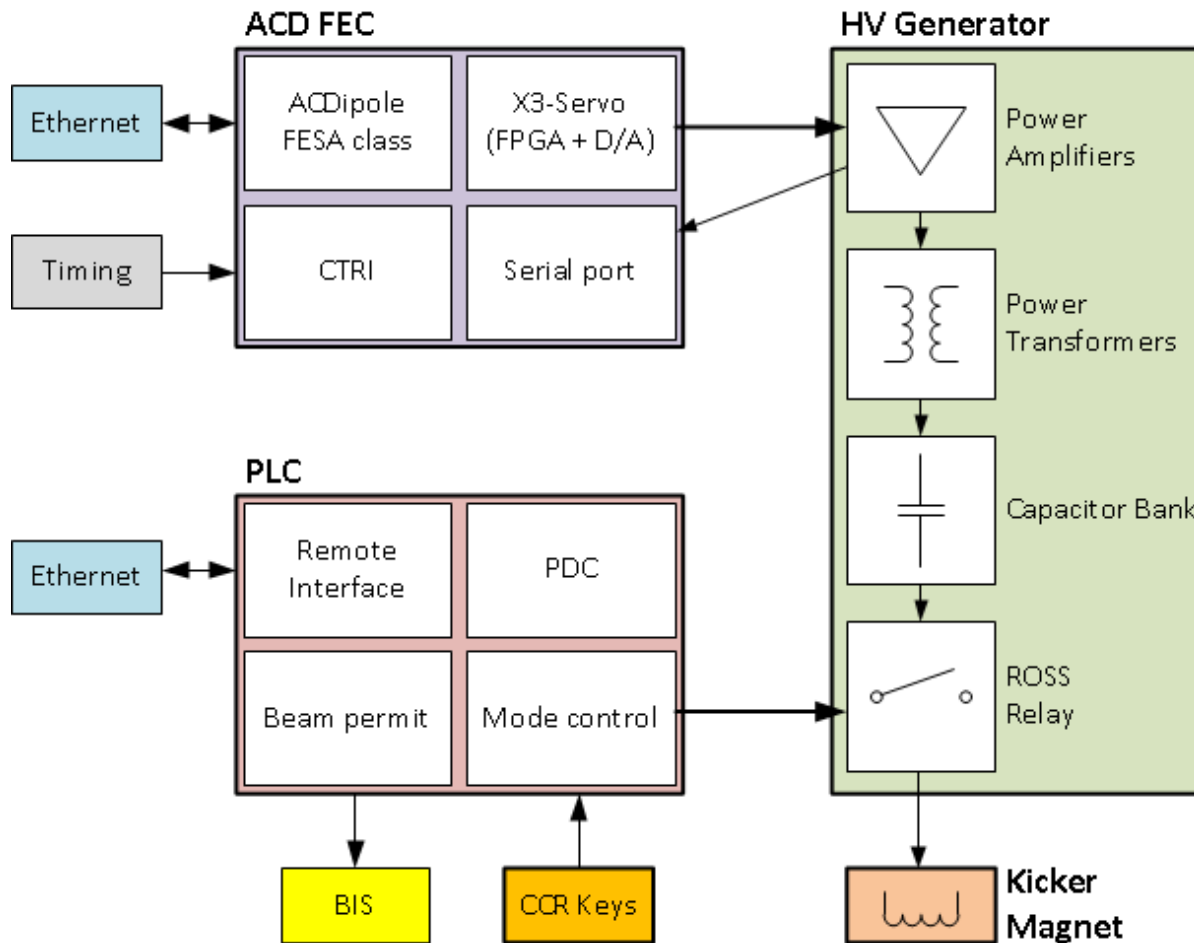 ACD FEC
HV Generator
Ethernet
ACDipole
FESA class
X3-Servo
(FPGA + D/A)
Power
Amplifiers
Timing
CTRI
Serial port
Power
Transformers
PLC
Capacitor Bank
Ethernet
Remote
Interface
PDC
Beam permit
Mode control
ROSS
Relay
BIS
CCR Keys
Kicker
Magnet